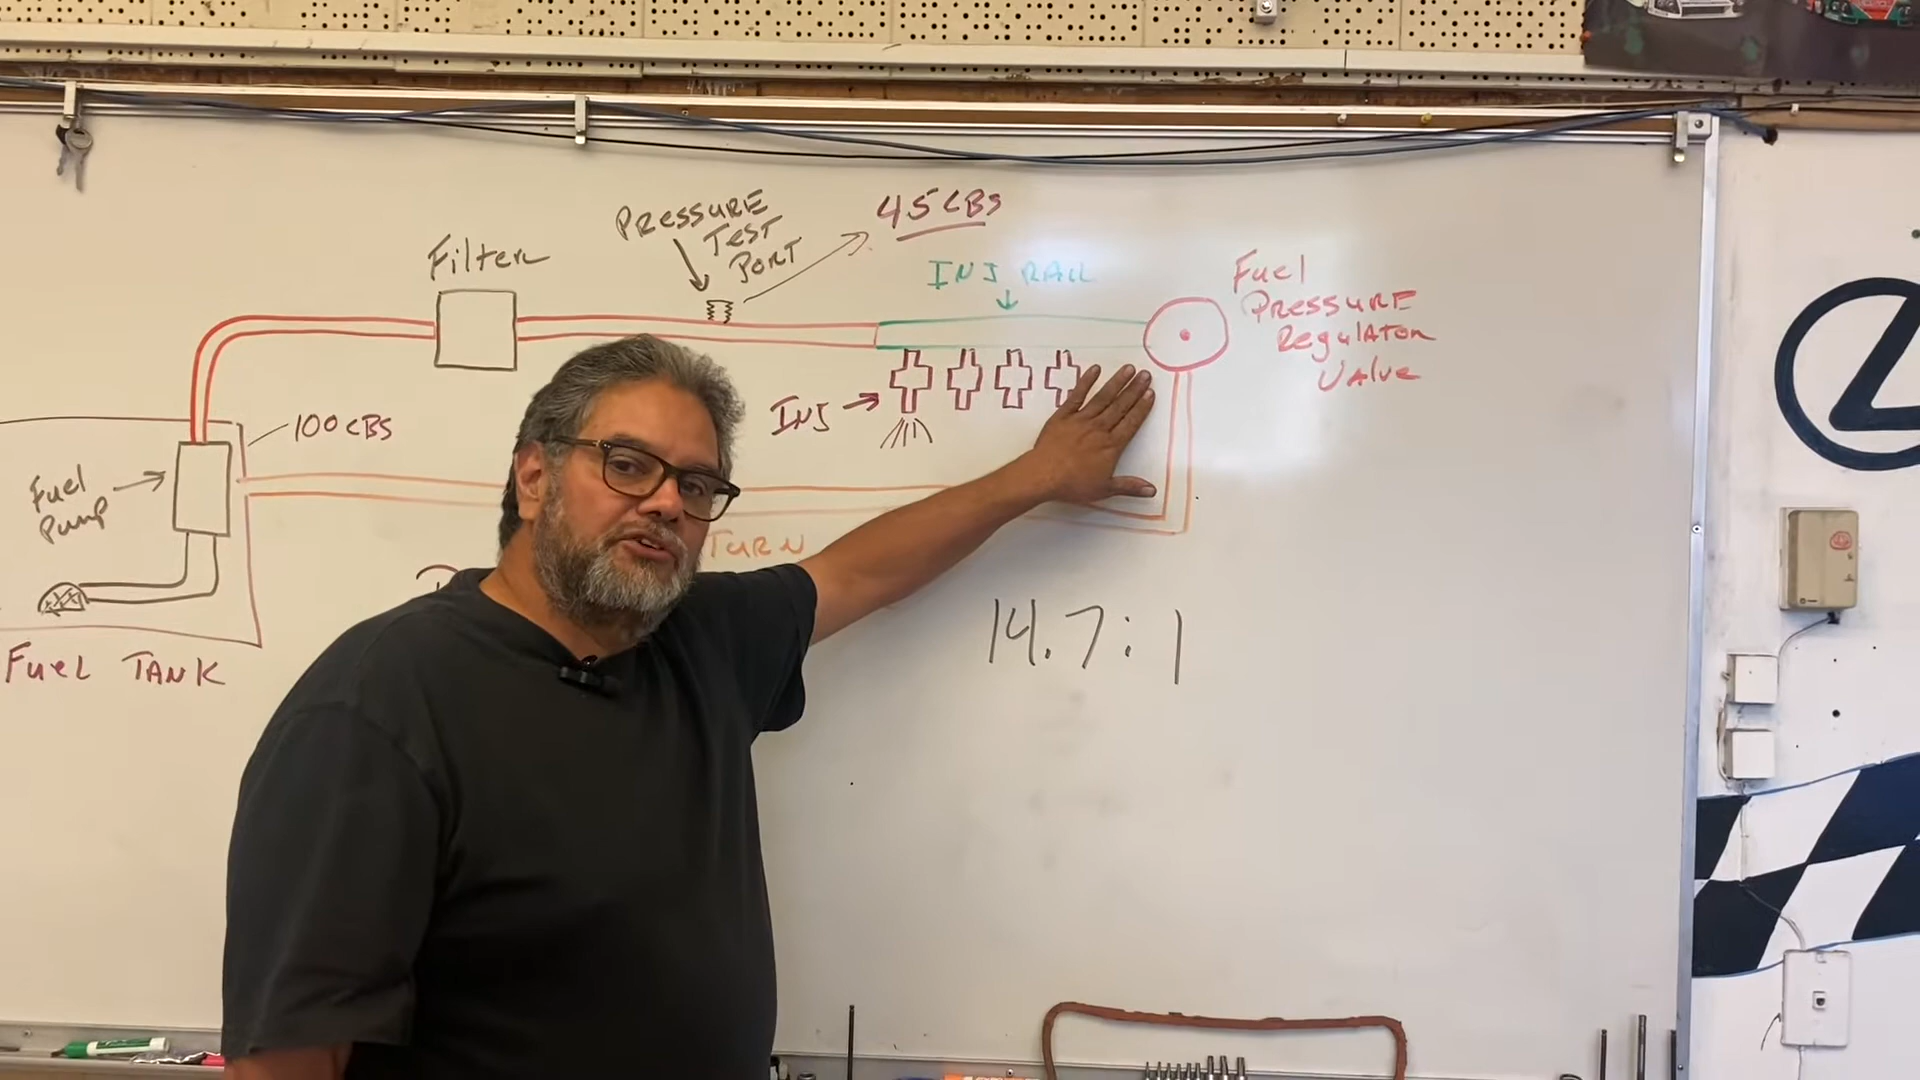 Filter
PRESSURE
TEST
PORT
45 LBS
INJ RAIL
Fuel
PRESSURE
Regulator
Valve
100 LBS
INJ
Fuel
Pump
TURN
Fuel TANK
14.7:1